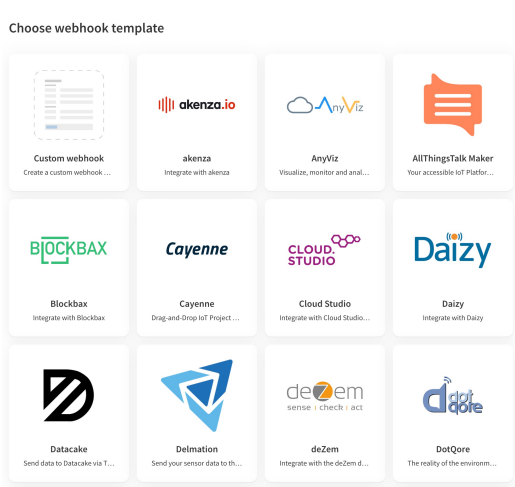 Choose webhook template
akenza.io
AnyViz
Custom webhook
Create a custom webhook ...
akenza
Integrate with akenza
AnyViz
Visualize, monitor and anal...
AllThingsTalk Maker
Your accessible IoT Platfor...
BLOCKBAX
Cayenne
CLOUD.
STUDIO
Daizy
Blockbax
Integrate with Blockbax
Cayenne
Drag-and-Drop IoT Project ...
Cloud Studio
Integrate with Cloud Studio...
Daizy
Integrate with Daizy
deZem
sense | check | act
dot
qore
Datacake
Send data to Datacake via T...
Delmation
Send your sensor data to th...
deZem
Integrate with the deZem d...
DotQore
The reality of the environm...